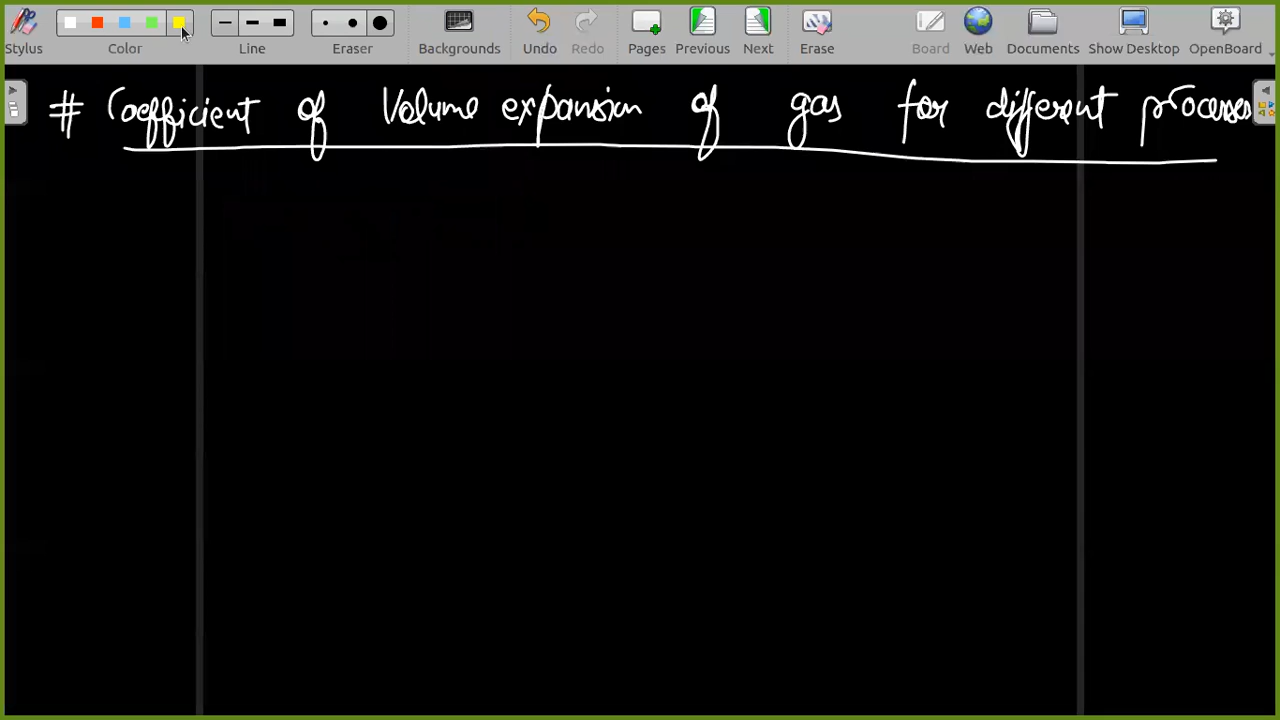 Stylus Color Line Eraser Backgrounds Undo Redo Pages Previous Next Erase Board Web Documents Show Desktop OpenBoard
# Coefficient of Volume expansion of gas for different processes